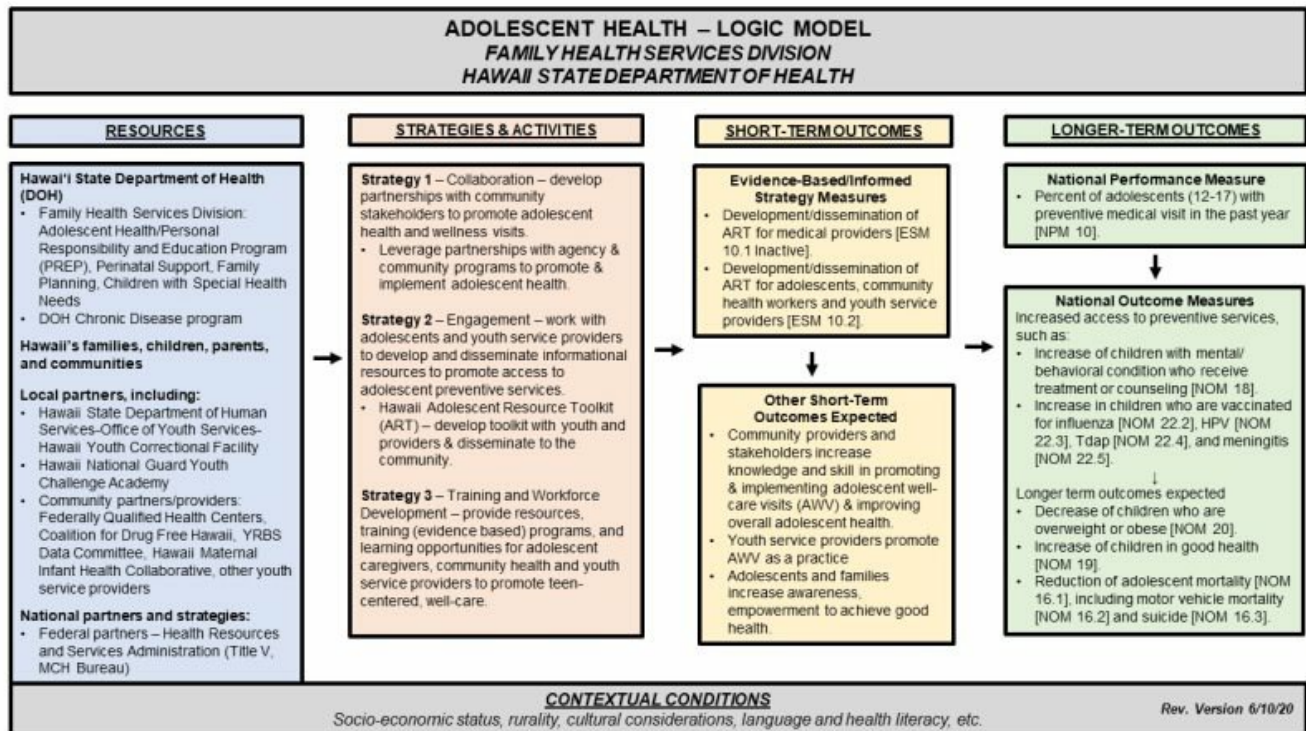 ADOLESCENT HEALTH – LOGIC MODEL
FAMILY HEALTH SERVICES DIVISION
HAWAII STATE DEPARTMENT OF HEALTH
RESOURCES
Hawai‘i State Department of Health
(DOH)
• Family Health Services Division:
Adolescent Health/Personal
Responsibility and Education Program
(PREP), Perinatal Support, Family
Planning, Children with Special Health
Needs
• DOH Chronic Disease program
Hawaii's families, children, parents,
and communities
Local partners, including:
• Hawaii State Department of Human
Services-Office of Youth Services-
Hawaii Youth Correctional Facility
• Hawaii National Guard Youth
Challenge Academy
• Community partners/providers:
Federally Qualified Health Centers,
Coalition for Drug Free Hawaii, YRBS
Data Committee, Hawaii Maternal
Infant Health Collaborative, other youth
service providers
National partners and strategies:
• Federal partners – Health Resources
and Services Administration (Title V,
MCH Bureau)
STRATEGIES & ACTIVITIES
Strategy 1 – Collaboration – develop
partnerships with community
stakeholders to promote adolescent
health and wellness visits.
• Leverage partnerships with agency &
community programs to promote &
implement adolescent health.
Strategy 2 – Engagement – work with
adolescents and youth service providers
to develop and disseminate informational
resources to promote access to
adolescent preventive services.
• Hawaii Adolescent Resource Toolkit
(ART) – develop toolkit with youth and
providers & disseminate to the
community.
Strategy 3 – Training and Workforce
Development – provide resources,
training (evidence based) programs, and
learning opportunities for adolescent
caregivers, community health and youth
service providers to promote teen-
centered, well-care.
SHORT-TERM OUTCOMES
Evidence-Based/Informed
Strategy Measures
• Development/dissemination of
ART for medical providers [ESM
10.1 Inactive].
• Development/dissemination of
ART for adolescents, community
health workers and youth service
providers [ESM 10.2].
Other Short-Term
Outcomes Expected
• Community providers and
stakeholders increase
knowledge and skill in promoting
& implementing adolescent well-
care visits (AWV) & improving
overall adolescent health.
• Youth service providers promote
AWV as a practice
• Adolescents and families
increase awareness,
empowerment to achieve good
health.
LONGER-TERM OUTCOMES
National Performance Measure
• Percent of adolescents (12-17) with
preventive medical visit in the past year
[NPM 10].
National Outcome Measures
Increased access to preventive services,
such as:
• Increase of children with mental/
behavioral condition who receive
treatment or counseling [NOM 18].
• Increase in children who are vaccinated
for influenza [NOM 22.2], HPV [NOM
22.3], Tdap [NOM 22.4], and meningitis
[NOM 22.5].
↓
Longer term outcomes expected
• Decrease of children who are
overweight or obese [NOM 20].
• Increase of children in good health
[NOM 19].
• Reduction of adolescent mortality [NOM
16.1], including motor vehicle mortality
[NOM 16.2] and suicide [NOM 16.3].
CONTEXTUAL CONDITIONS
Socio-economic status, rurality, cultural considerations, language and health literacy, etc.
Rev. Version 6/10/20